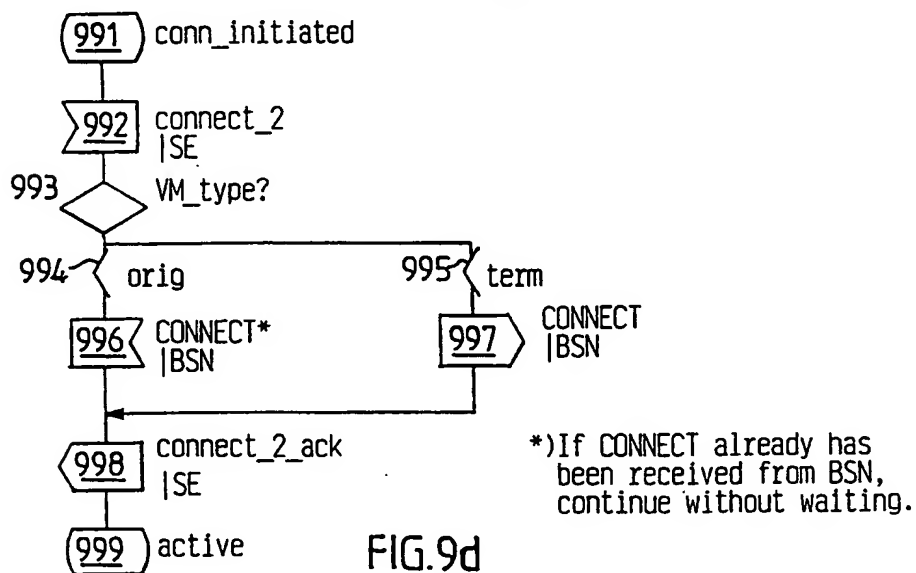 991 conn_initiated
992 connect_2
|SE
993 VM_type?
994 orig
995 term
996 CONNECT*
|BSN
997 CONNECT
|BSN
998 connect_2_ack
|SE
*)If CONNECT already has
been received from BSN,
continue without waiting.
999 active
FIG.9d